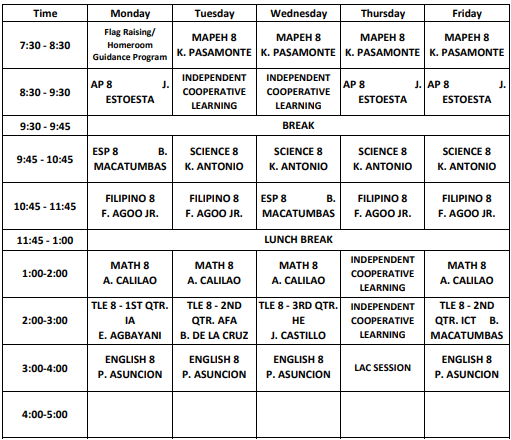 Time Monday Tuesday Wednesday Thursday Friday
7:30 - 8:30
Flag Raising/
Homeroom
Guidance Program
MAPEH 8
K. PASAMONTE
MAPEH 8
K. PASAMONTE
MAPEH 8
K. PASAMONTE
MAPEH 8
K. PASAMONTE
8:30 - 9:30
AP 8 J.
ESTOESTA
INDEPENDENT
COOPERATIVE
LEARNING
INDEPENDENT
COOPERATIVE
LEARNING
AP 8 J.
ESTOESTA
AP 8 J.
ESTOESTA
9:30 - 9:45 BREAK
9:45 - 10:45
ESP 8 B.
MACATUMBAS
SCIENCE 8
K. ANTONIO
SCIENCE 8
K. ANTONIO
SCIENCE 8
K. ANTONIO
SCIENCE 8
K. ANTONIO
10:45 - 11:45
FILIPINO 8
F. AGOO JR.
FILIPINO 8
F. AGOO JR.
ESP 8 B.
MACATUMBAS
FILIPINO 8
F. AGOO JR.
FILIPINO 8
F. AGOO JR.
11:45 - 1:00 LUNCH BREAK
1:00-2:00
MATH 8
A. CALILAO
MATH 8
A. CALILAO
MATH 8
A. CALILAO
INDEPENDENT
COOPERATIVE
LEARNING
MATH 8
A. CALILAO
2:00-3:00
TLE 8 - 1ST QTR.
IA
E. AGBAYANI
TLE 8 - 2ND
QTR. AFA
B. DE LA CRUZ
TLE 8 - 3RD QTR.
HE
J. CASTILLO
INDEPENDENT
COOPERATIVE
LEARNING
TLE 8 - 2ND
QTR. ICT B.
MACATUMBAS
3:00-4:00
ENGLISH 8
P. ASUNCION
ENGLISH 8
P. ASUNCION
ENGLISH 8
P. ASUNCION
LAC SESSION
ENGLISH 8
P. ASUNCION
4:00-5:00